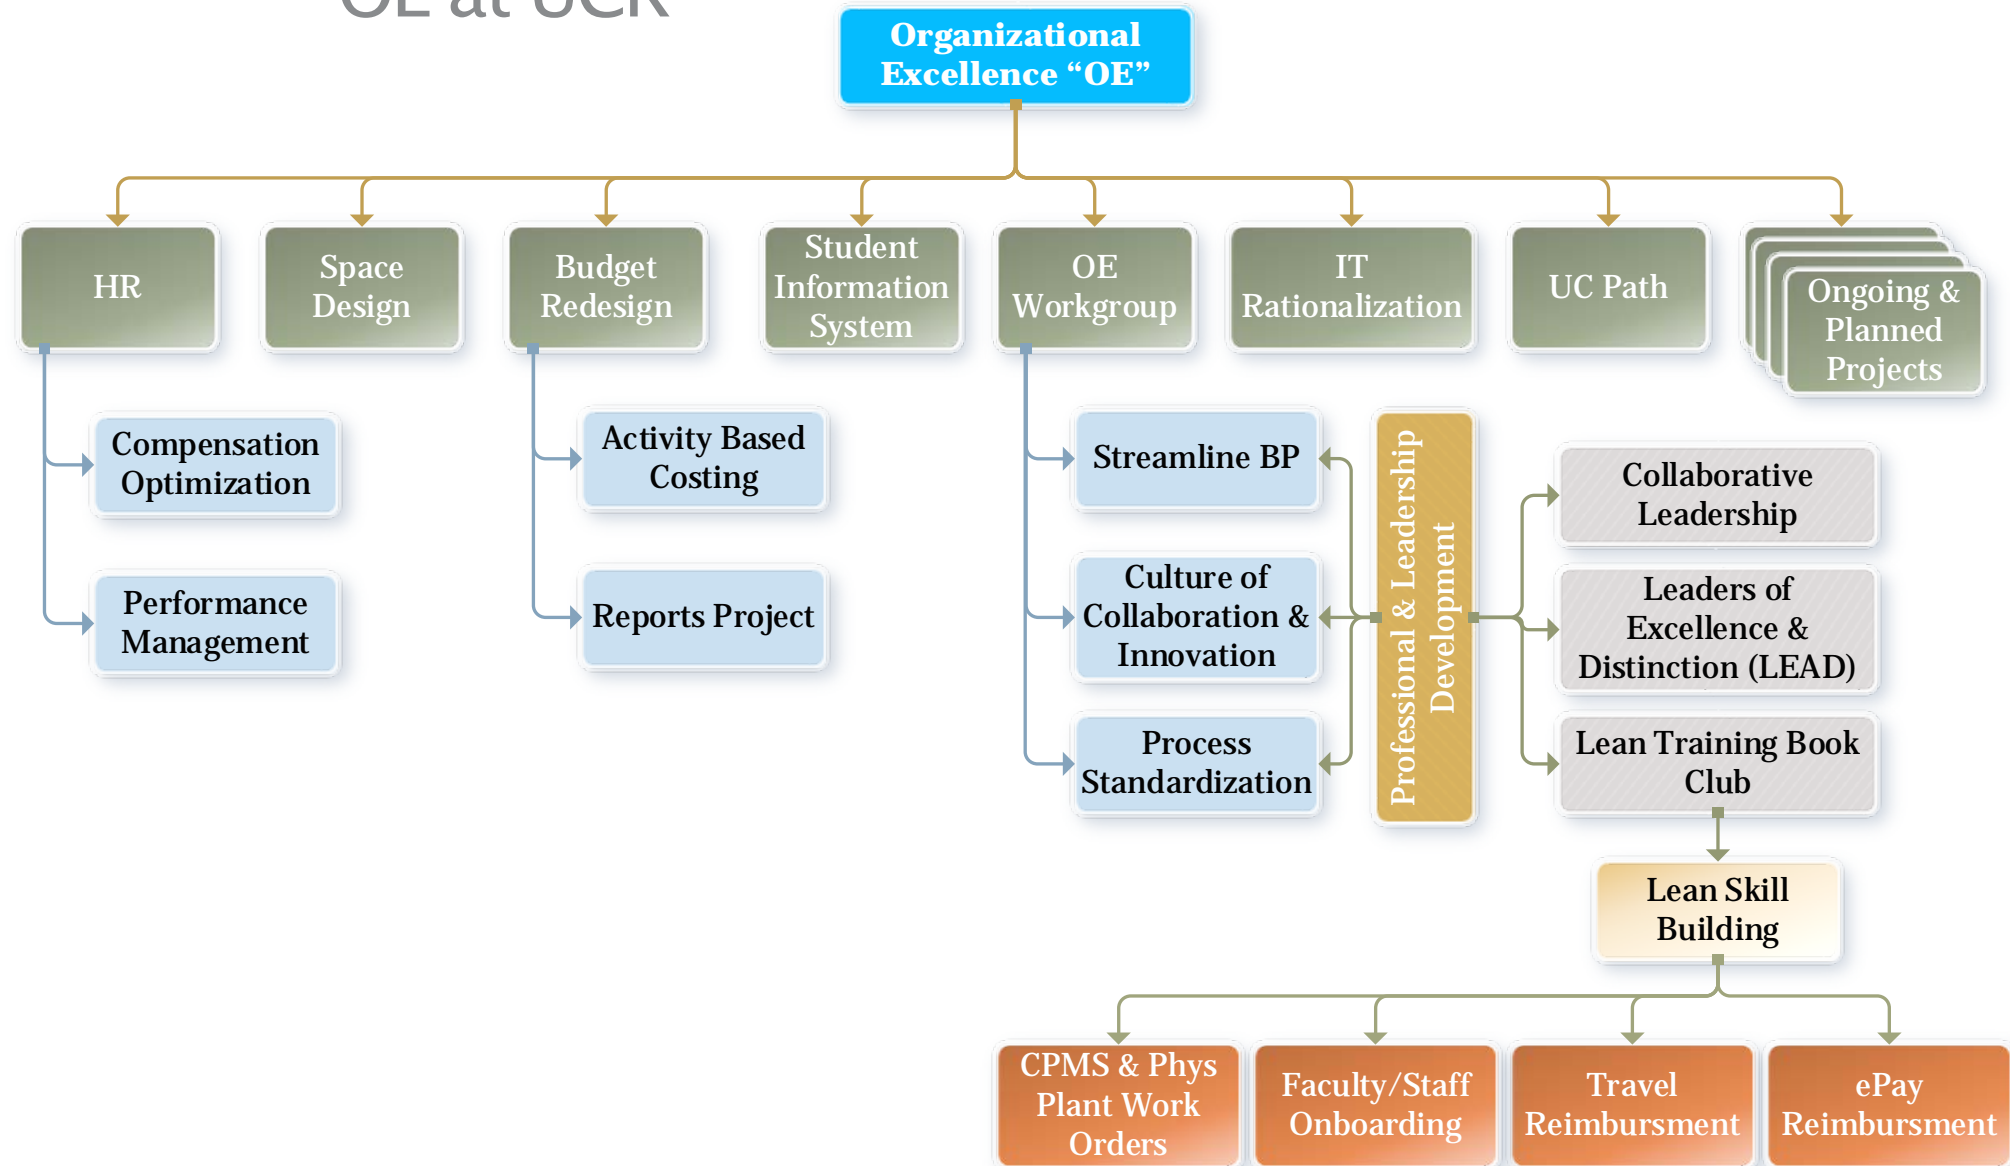 OE at UCR
Organizational
Excellence “OE”
HR
Space
Design
Budget
Redesign
Student
Information
System
OE
Workgroup
IT
Rationalization
UC Path
Ongoing &
Planned
Projects
Compensation
Optimization
Activity Based
Costing
Streamline BP
Professional & Leadership
Development
Collaborative
Leadership
Performance
Management
Reports Project
Culture of
Collaboration &
Innovation
Leaders of
Excellence &
Distinction (LEAD)
Process
Standardization
Lean Training Book
Club
Lean Skill
Building
CPMS & Phys
Plant Work
Orders
Faculty/Staff
Onboarding
Travel
Reimbursment
ePay
Reimbursment